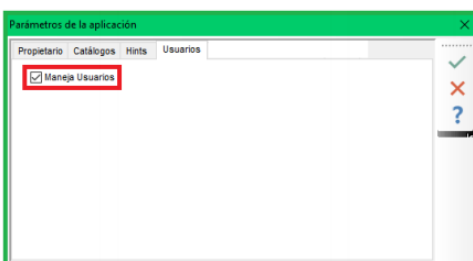 Parámetros de la aplicación
Propietario Catálogos Hints Usuarios
Maneja Usuarios
?